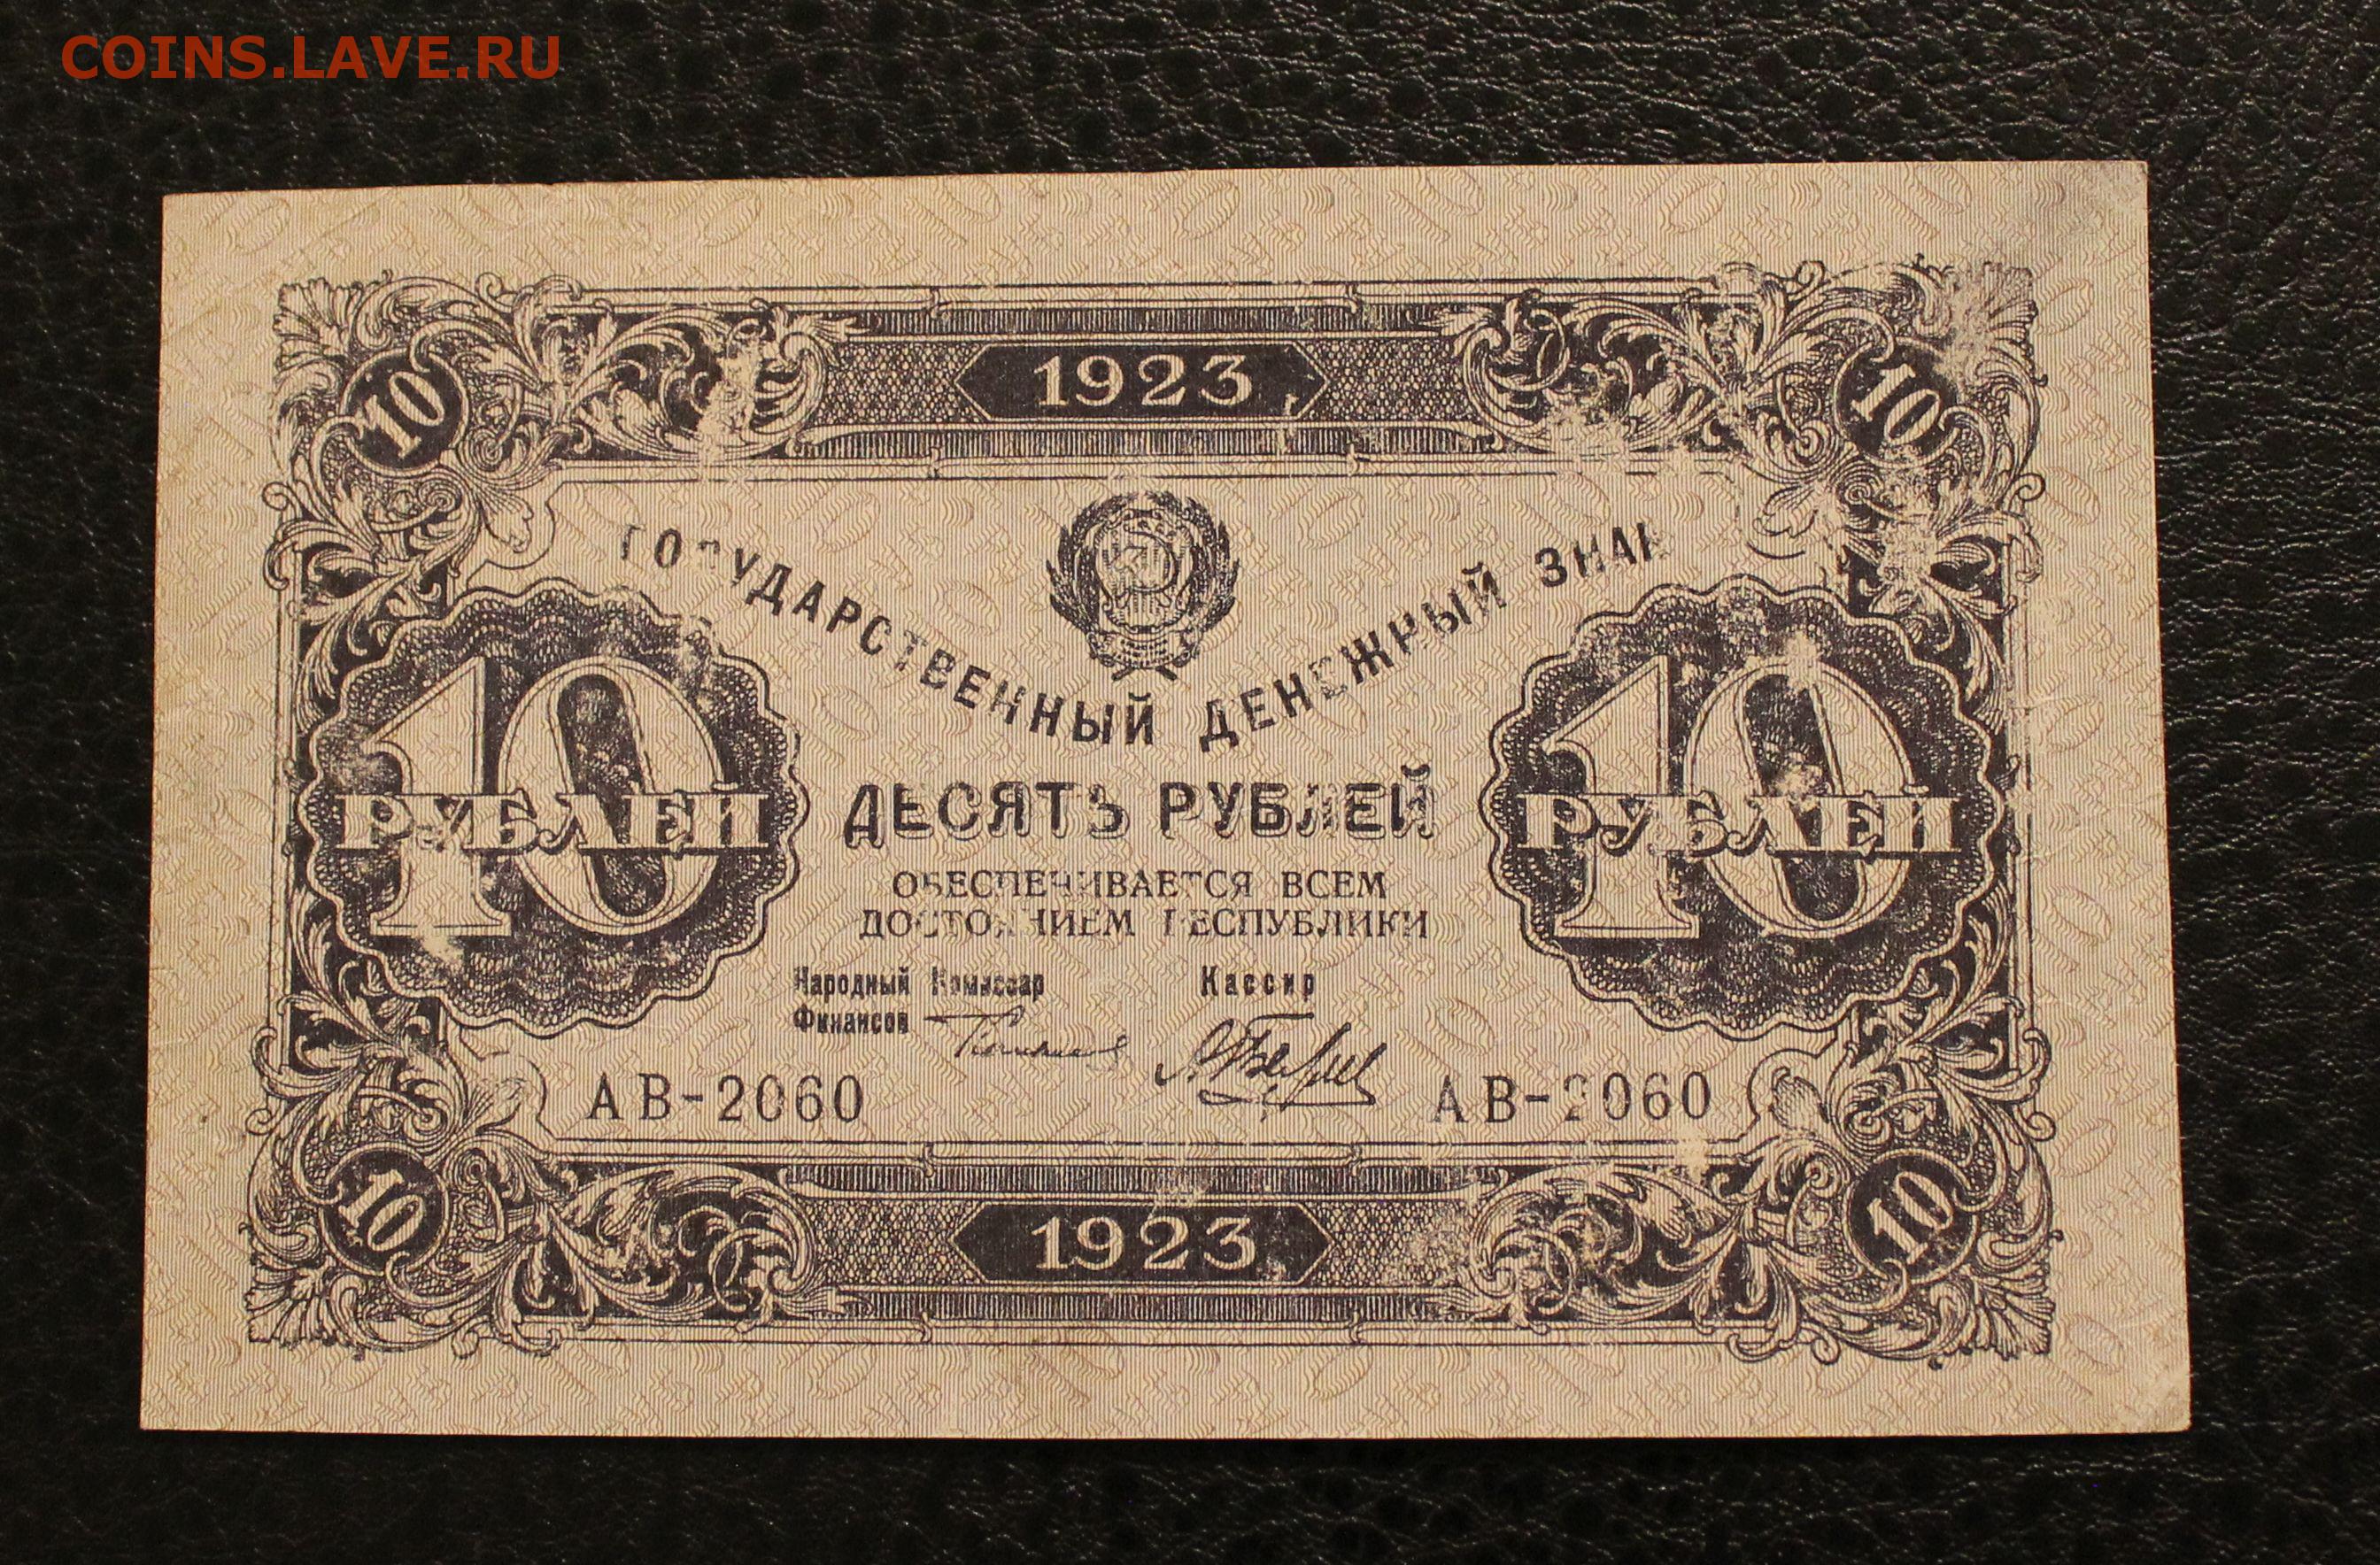 COINS.LAVE.RU
1923
10
10
ГОСУДАРСТВЕННЫЙ ДЕНЕЖНЫЙ ЗНАК
10 РУБЛЕЙ
ДЕСЯТЬ РУБЛЕЙ
10 РУБЛЕЙ
ОБЕСПЕЧИВАЕТСЯ ВСЕМ
ДОСТОЯНИЕМ РЕСПУБЛИКИ
Народный Комиссар
Финансов
Кассир
АВ-2060
АВ-2060
10
10
1923